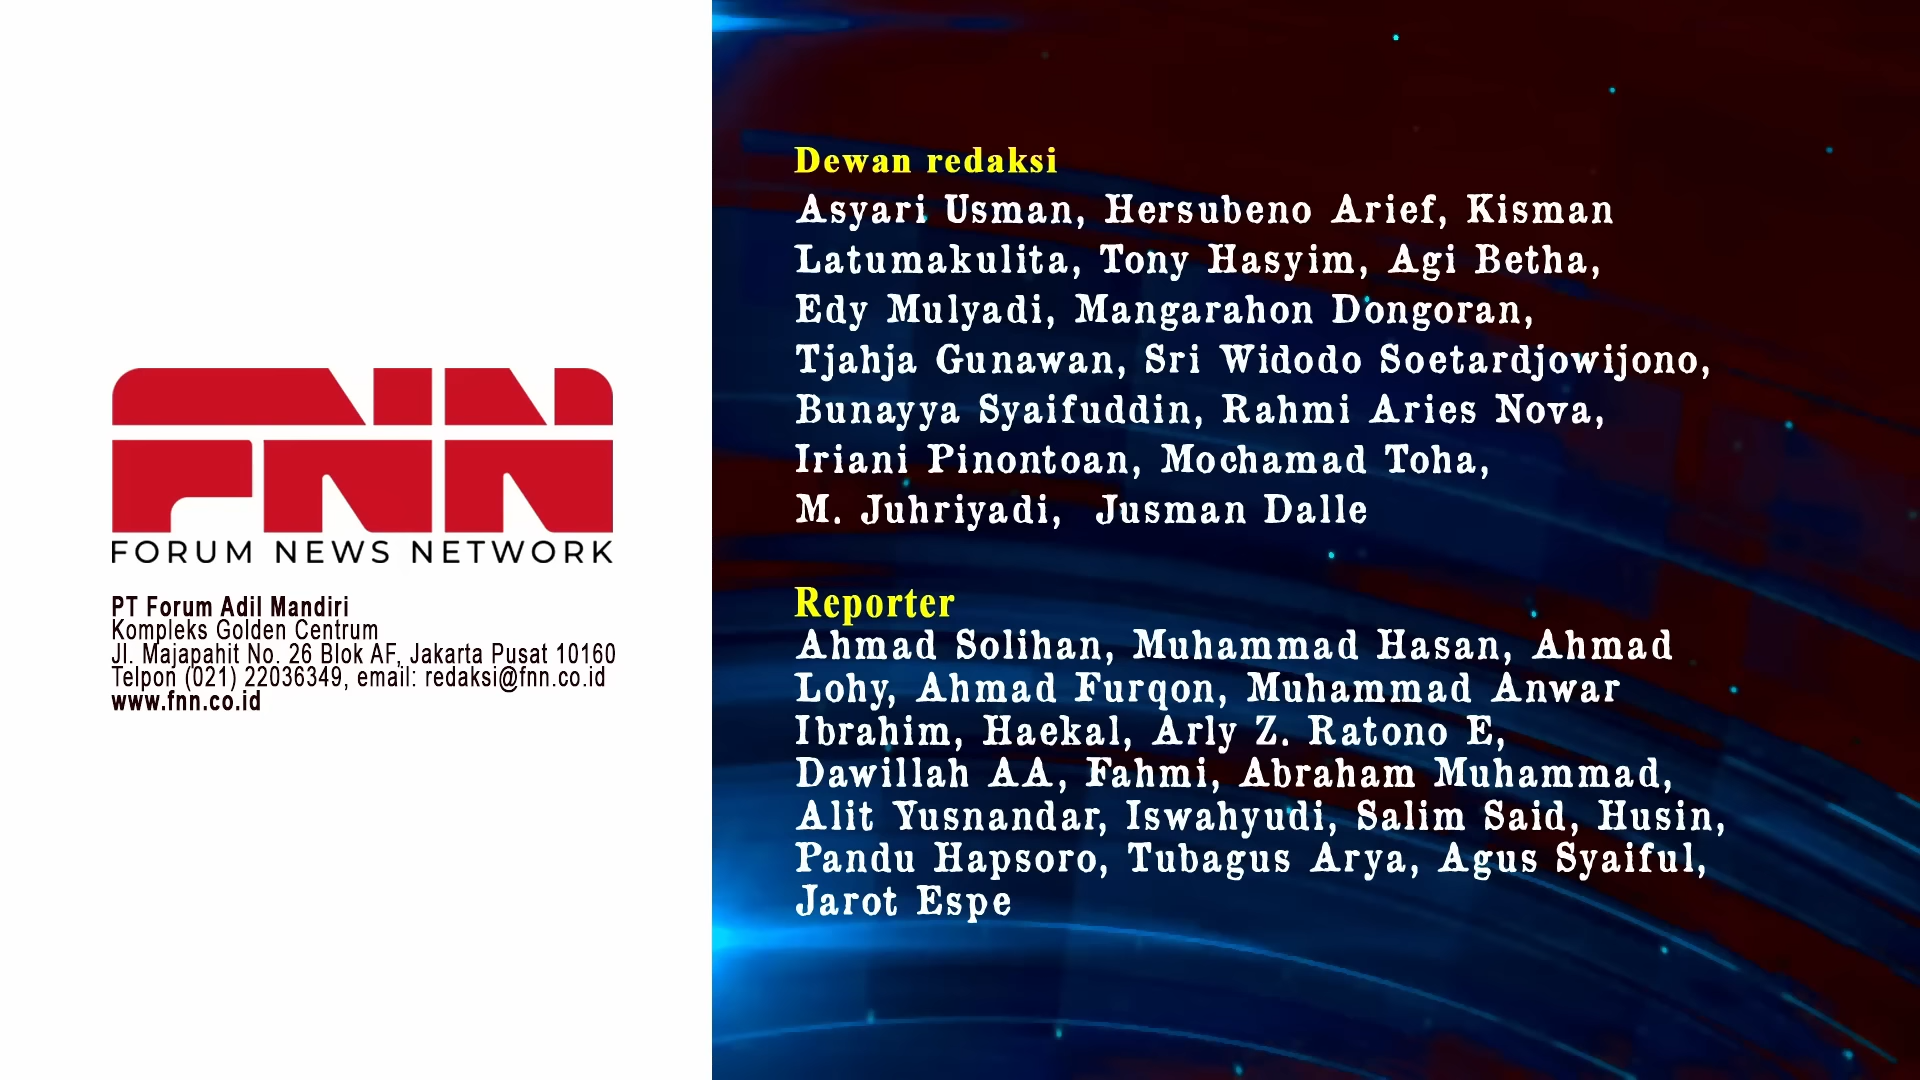 FNN
FORUM NEWS NETWORK
PT Forum Adil Mandiri
Kompleks Golden Centrum
Jl. Majapahit No. 26 Blok AF, Jakarta Pusat 10160
Telpon (021) 22036349, email: redaksi@fnn.co.id
www.fnn.co.id
Dewan redaksi
Asyari Usman, Hersubeno Arief, Kisman
Latumakulita, Tony Hasyim, Agi Betha,
Edy Mulyadi, Mangarahon Dongoran,
Tjahja Gunawan, Sri Widodo Soetardjowijono,
Bunayya Syaifuddin, Rahmi Aries Nova,
Iriani Pinontoan, Mochamad Toha,
M. Juhriyadi,  Jusman Dalle
Reporter
Ahmad Solihan, Muhammad Hasan, Ahmad
Lohy, Ahmad Furqon, Muhammad Anwar
Ibrahim, Haekal, Arly Z. Ratono E,
Dawillah AA, Fahmi, Abraham Muhammad,
Alit Yusnandar, Iswahyudi, Salim Said, Husin,
Pandu Hapsoro, Tubagus Arya, Agus Syaiful,
Jarot Espe